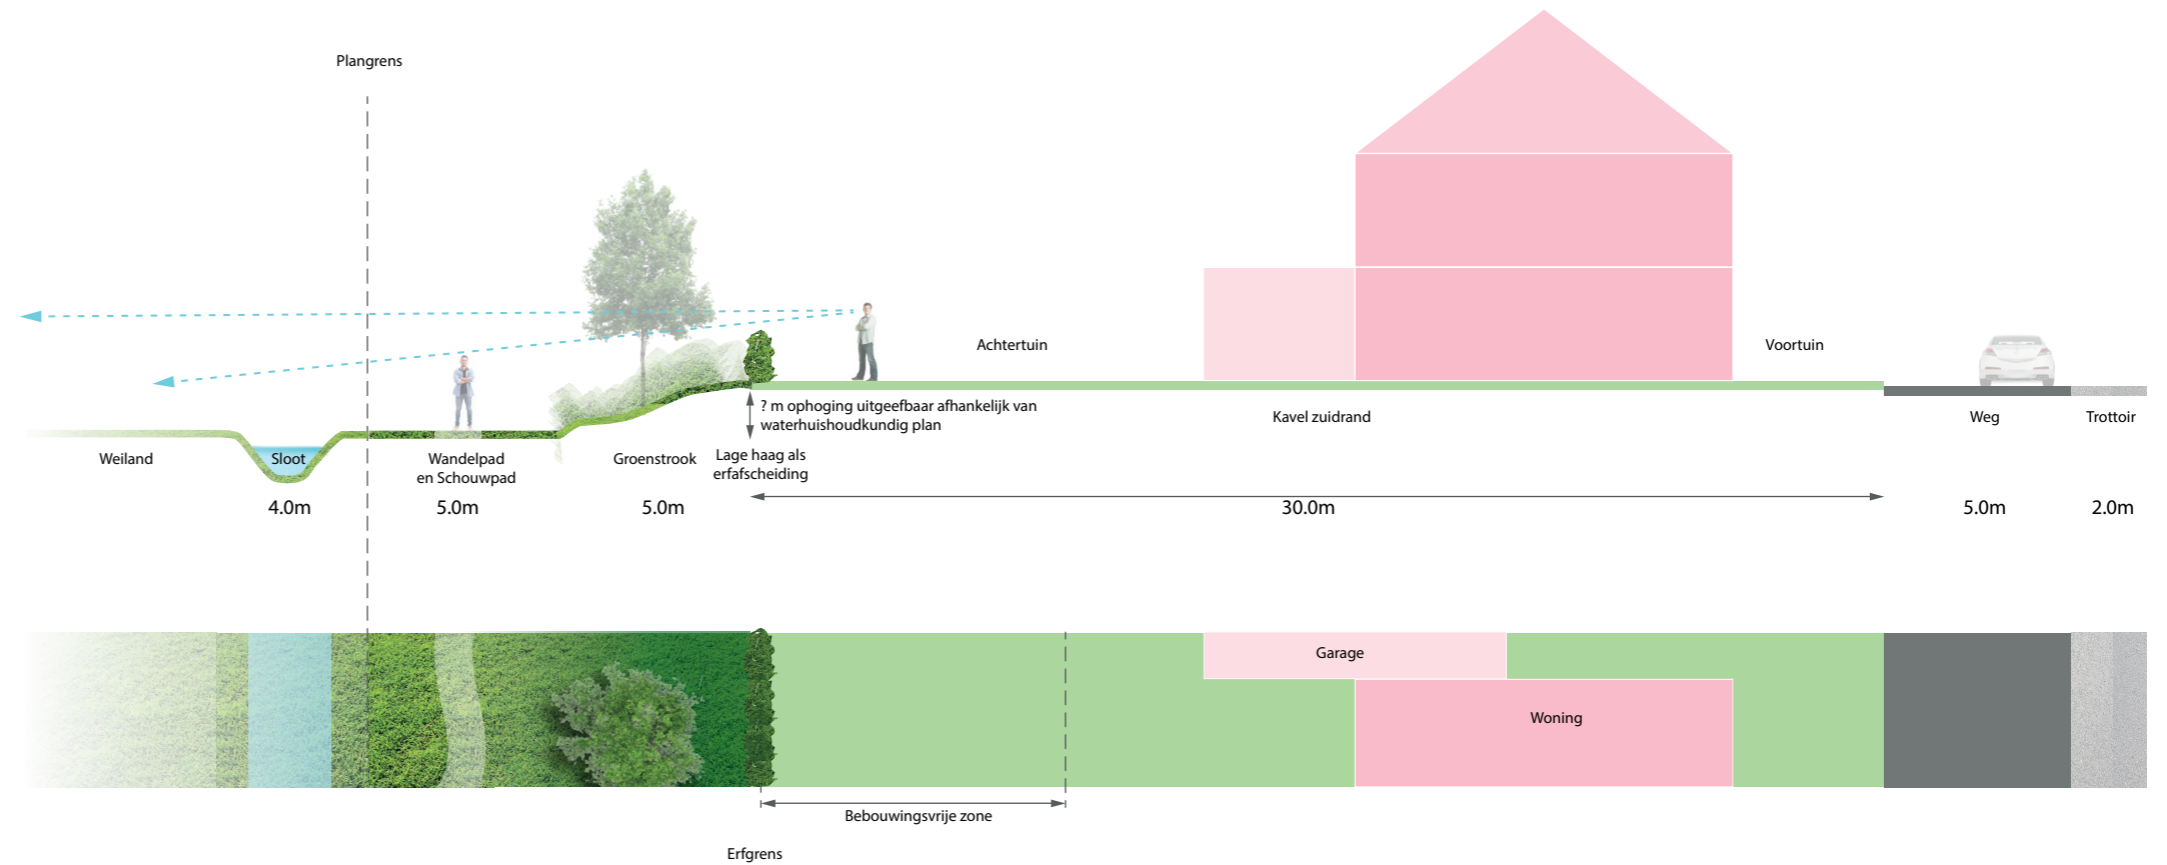 Plangrens
Achtertuin
Voortuin
? m ophoging uitgeefbaar afhankelijk van
waterhuishoudkundig plan
Kavel zuidrand
Weg
Trottoir
Weiland
Sloot
Wandelpad
en Schouwpad
Groenstrook
Lage haag als
erfafscheiding
4.0m
5.0m
5.0m
30.0m
5.0m
2.0m
Garage
Woning
Bebouwingsvrije zone
Erfgrens